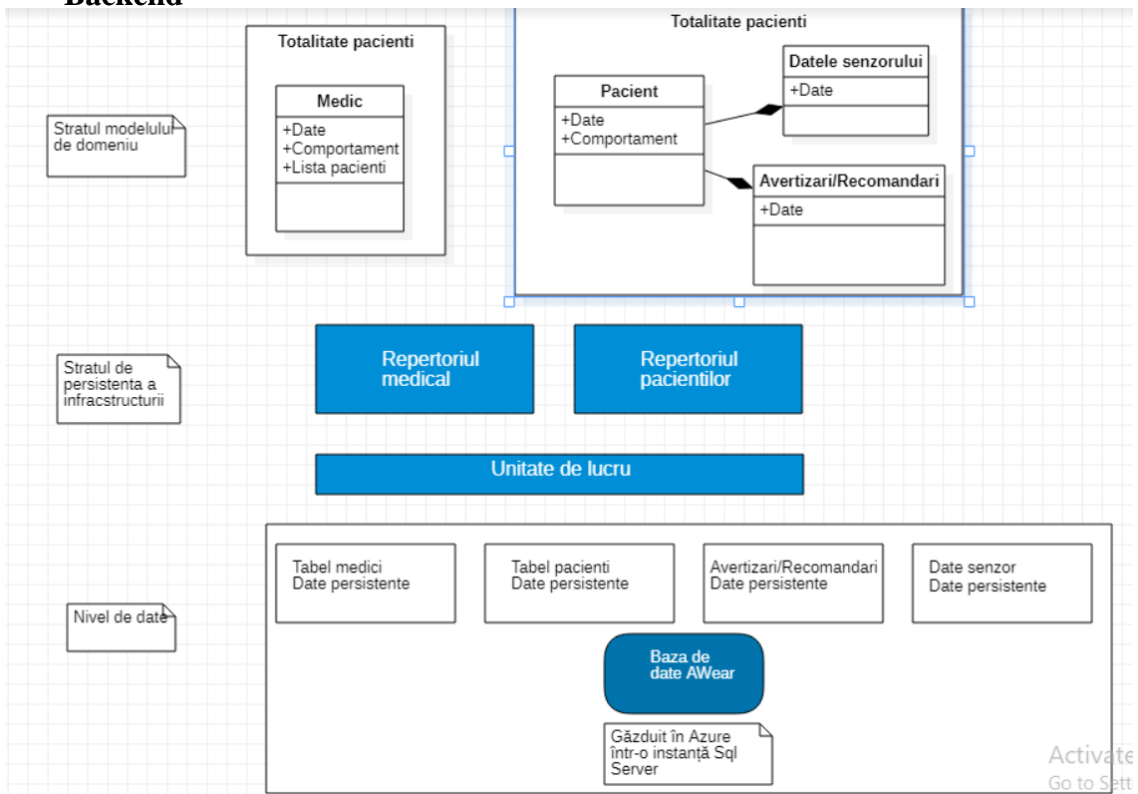 Backend
Totalitate pacienti
Medic
+Date
+Comportament
+Lista pacienti
Totalitate pacienti
Pacient
+Date
+Comportament
Datele senzorului
+Date
Avertizari/Recomandari
+Date
Stratul modelului
de domeniu
Stratul de
persistenta a
infracstructurii
Repertoriul
medical
Repertoriul
pacientilor
Unitate de lucru
Nivel de date
Tabel medici
Date persistente
Tabel pacienti
Date persistente
Avertizari/Recomandari
Date persistente
Date senzor
Date persistente
Baza de
date AWear
Găzduit în Azure
într-o instanță Sql
Server
Activate
Go to Sett